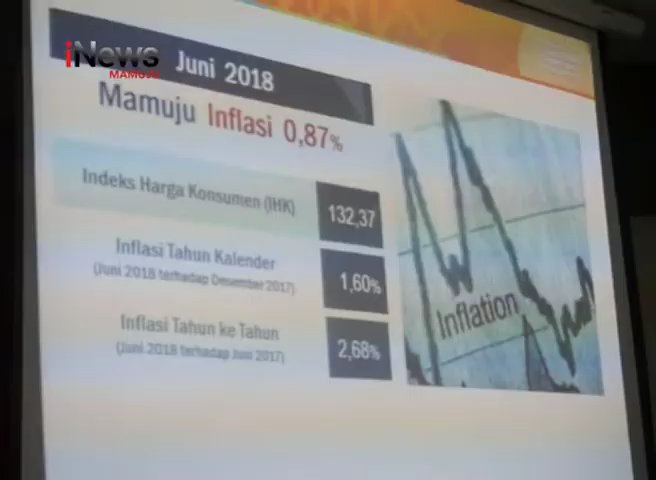 iNews
MAMUJU
Juni 2018
Mamuju Inflasi 0,87%
Indeks Harga Konsumen (IHK)
132,37
Inflasi Tahun Kalender
(Juni 2018 terhadap Desember 2017)
1,60%
Inflasi Tahun ke Tahun
(Juni 2018 terhadap Juni 2017)
2,68%
Inflation